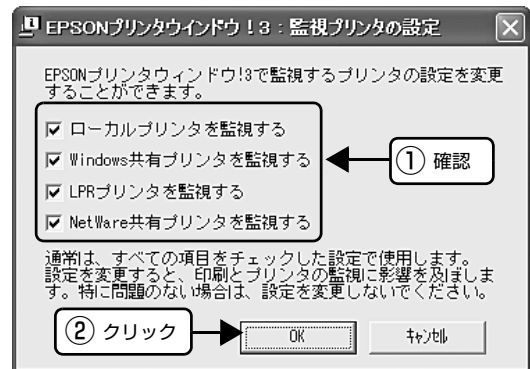 EPSONプリンタウインドウ!3:監視プリンタの設定
EPSONプリンタウィンドウ!3で監視するプリンタの設定を変更
することができます。
ローカルプリンタを監視する
Windows共有プリンタを監視する
① 確認
LPRプリンタを監視する
NetWare共有プリンタを監視する
通常は、すべての項目をチェックした設定で使用します。
設定を変更すると、印刷とプリンタの監視に影響を及ぼしま
す。特に問題のない場合は、設定を変更しないでください。
② クリック
OK
キャンセル